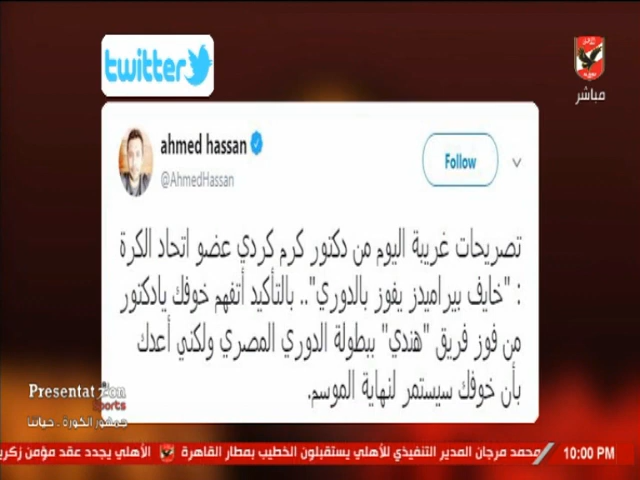 twitter
مباشر
ahmed hassan
@AhmedHassan
Follow
تصريحات غريبة اليوم من دكتور كرم كردي عضو اتحاد الكرة
: "خايف بيراميدز يفوز بالدوري".. بالتأكيد أتفهم خوفك يادكتور
من فوز فريق "هندي" ببطولة الدوري المصري ولكني أعدك
بأن خوفك سيستمر لنهاية الموسم.
Presentation
Sports
جمهور الكورة .. حياتنا
محمد مرجان المدير التنفيذي للأهلي يستقبلون الخطيب بمطار القاهرة
الأهلي يجدد عقد مؤمن زكريا
10:00 PM